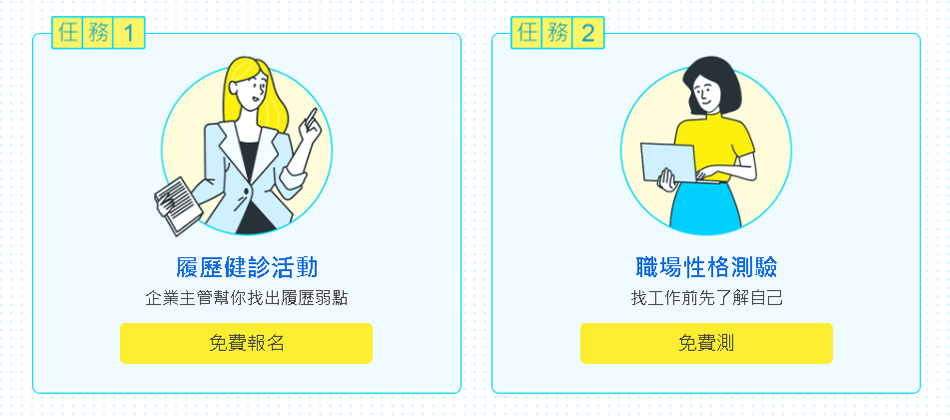 任務1
履歷健診活動
企業主管幫你找出履歷弱點
免費報名
任務2
職場性格測驗
找工作前先了解自己
免費測